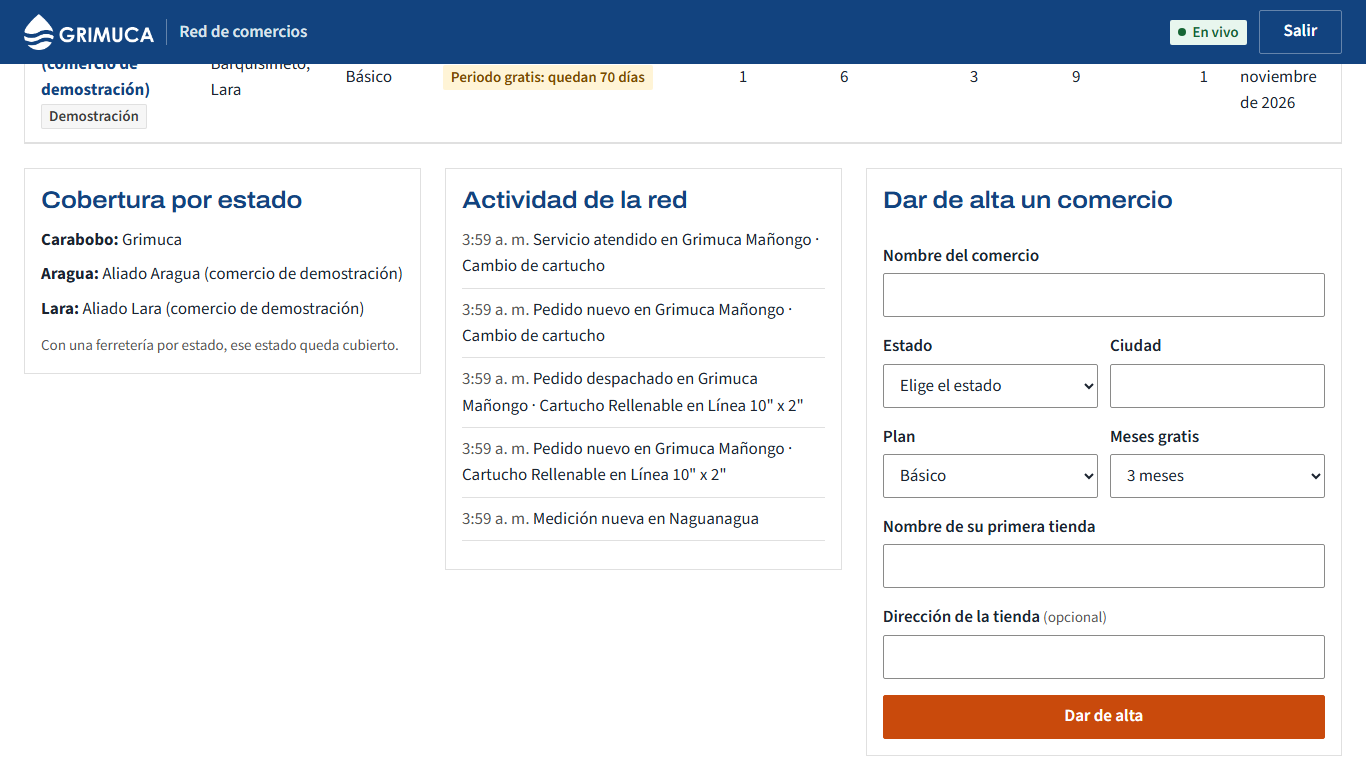 GRIMUCA
Red de comercios
En vivo
Salir
(comercio de
demostración)
Demostración
Barquisimeto,
Lara
Básico
Periodo gratis: quedan 70 días
1
6
3
9
1
noviembre
de 2026
Cobertura por estado
Carabobo: Grimuca
Aragua: Aliado Aragua (comercio de demostración)
Lara: Aliado Lara (comercio de demostración)
Con una ferretería por estado, ese estado queda cubierto.
Actividad de la red
3:59 a. m. Servicio atendido en Grimuca Mañongo ·
Cambio de cartucho
3:59 a. m. Pedido nuevo en Grimuca Mañongo ·
Cambio de cartucho
3:59 a. m. Pedido despachado en Grimuca
Mañongo · Cartucho Rellenable en Línea 10" x 2"
3:59 a. m. Pedido nuevo en Grimuca Mañongo ·
Cartucho Rellenable en Línea 10" x 2"
3:59 a. m. Medición nueva en Naguanagua
Dar de alta un comercio
Nombre del comercio
Estado
Ciudad
Elige el estado
Plan
Meses gratis
Básico
3 meses
Nombre de su primera tienda
Dirección de la tienda (opcional)
Dar de alta